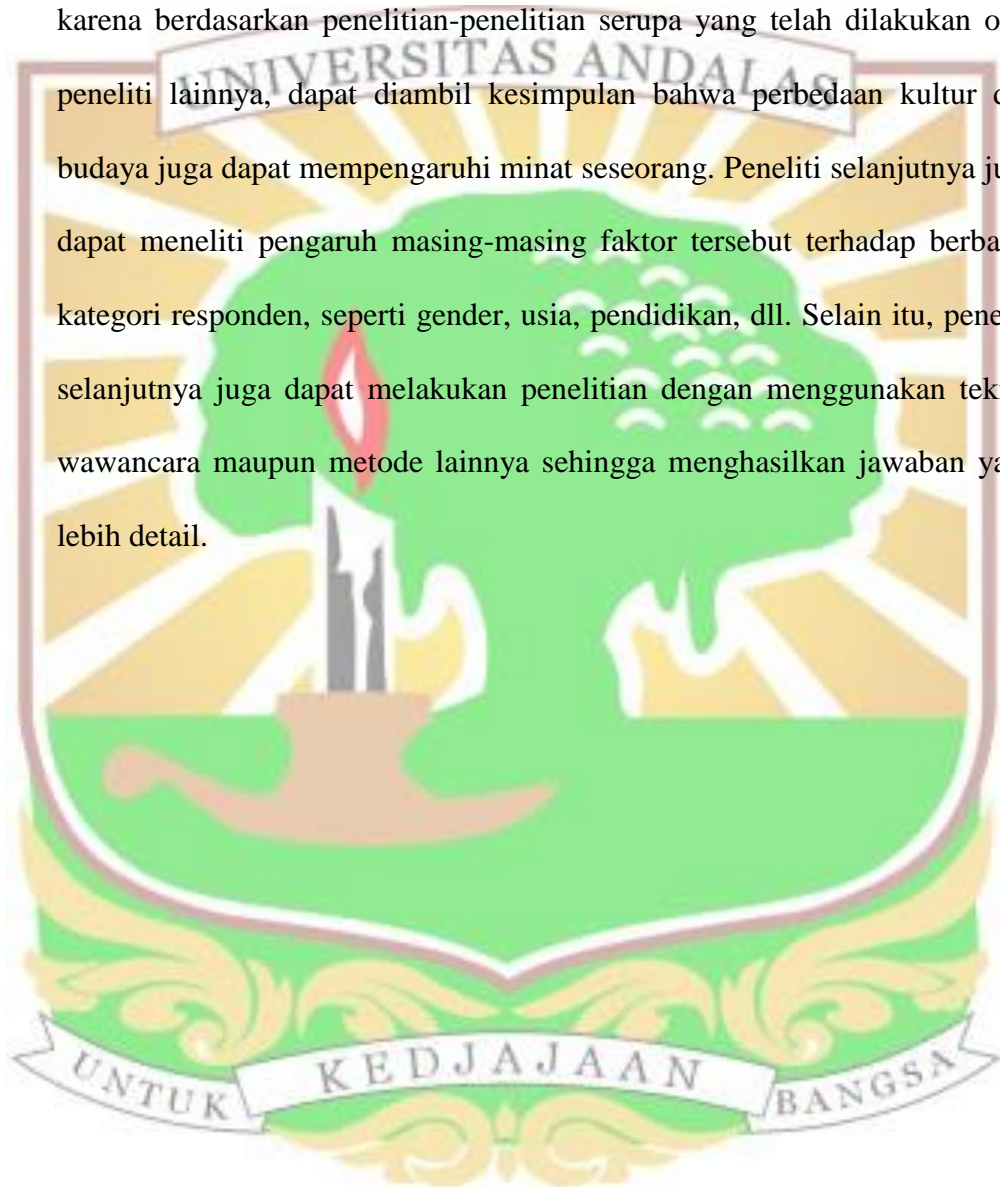 karena berdasarkan penelitian-penelitian serupa yang telah dilakukan o
UNIVERSITAS ANDALAS
peneliti lainnya, dapat diambil kesimpulan bahwa perbedaan kultur d
budaya juga dapat mempengaruhi minat seseorang. Peneliti selanjutnya ju
dapat meneliti pengaruh masing-masing faktor tersebut terhadap berba
kategori responden, seperti gender, usia, pendidikan, dll. Selain itu, pene
selanjutnya juga dapat melakukan penelitian dengan menggunakan tek
wawancara maupun metode lainnya sehingga menghasilkan jawaban ya
lebih detail.
UNTUK KEDJAJAAN BANGSA